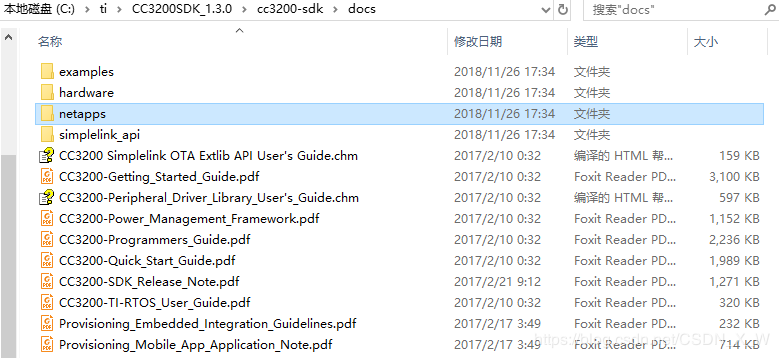 本地磁盘 (C:) › ti › CC3200SDK_1.3.0 › cc3200-sdk › docs 搜索"docs"
名称 修改日期 类型 大小
examples 2018/11/26 17:34 文件夹
hardware 2018/11/26 17:34 文件夹
netapps 2018/11/26 17:34 文件夹
simplelink_api 2018/11/26 17:34 文件夹
CC3200 Simplelink OTA Extlib API User's Guide.chm 2017/2/10 0:32 编译的 HTML 帮... 159 KB
CC3200-Getting_Started_Guide.pdf 2017/2/10 0:32 Foxit Reader PD... 3,100 KB
CC3200-Peripheral_Driver_Library_User's_Guide.chm 2017/2/10 0:32 编译的 HTML 帮... 597 KB
CC3200-Power_Management_Framework.pdf 2017/2/10 0:32 Foxit Reader PD... 1,152 KB
CC3200-Programmers_Guide.pdf 2017/2/10 0:32 Foxit Reader PD... 2,236 KB
CC3200-Quick_Start_Guide.pdf 2017/2/10 0:32 Foxit Reader PD... 1,989 KB
CC3200-SDK_Release_Note.pdf 2017/2/21 9:12 Foxit Reader PD... 1,271 KB
CC3200-TI-RTOS_User_Guide.pdf 2017/2/10 0:32 Foxit Reader PD... 320 KB
Provisioning_Embedded_Integration_Guidelines.pdf 2017/2/17 3:49 Foxit Reader PD... 232 KB
Provisioning_Mobile_App_Application_Note.pdf 2017/2/17 3:49 Foxit Reader PD... 714 KB